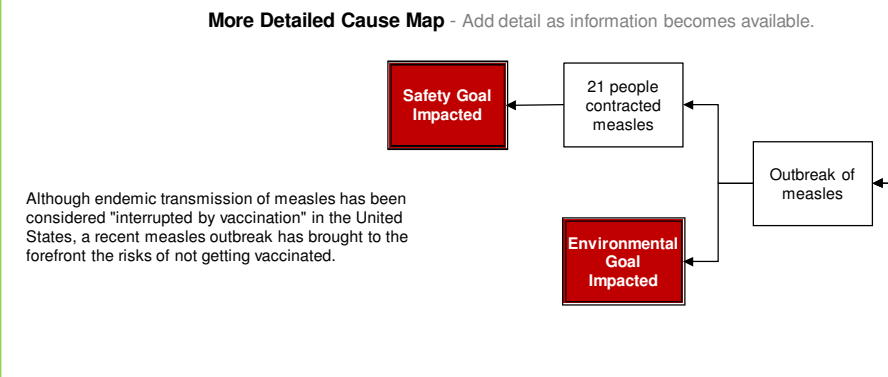 More Detailed Cause Map - Add detail as information becomes available.
Safety Goal
Impacted
21 people
contracted
measles
Outbreak of
measles
Although endemic transmission of measles has been
considered "interrupted by vaccination" in the United
States, a recent measles outbreak has brought to the
forefront the risks of not getting vaccinated.
Environmental
Goal
Impacted